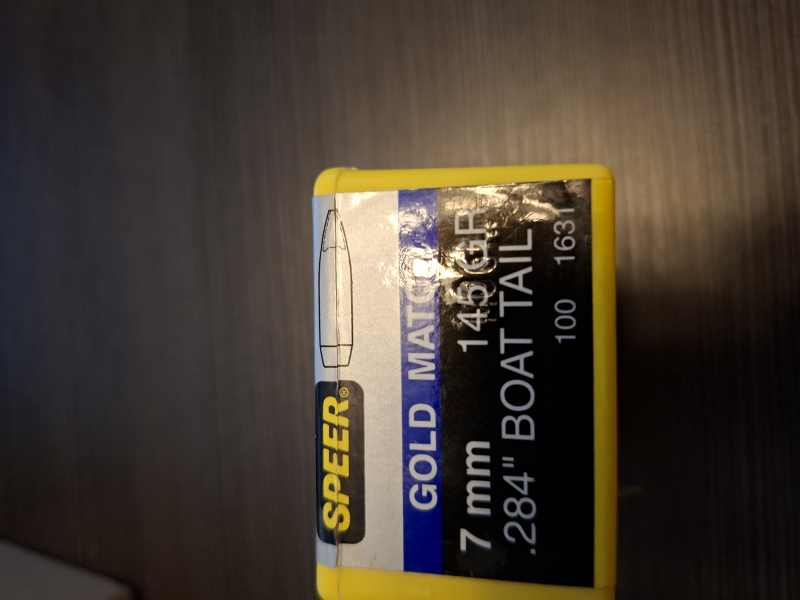 SPEER®
GOLD MATCH
7 mm 145 GR
.284" BOAT TAIL
100 1631